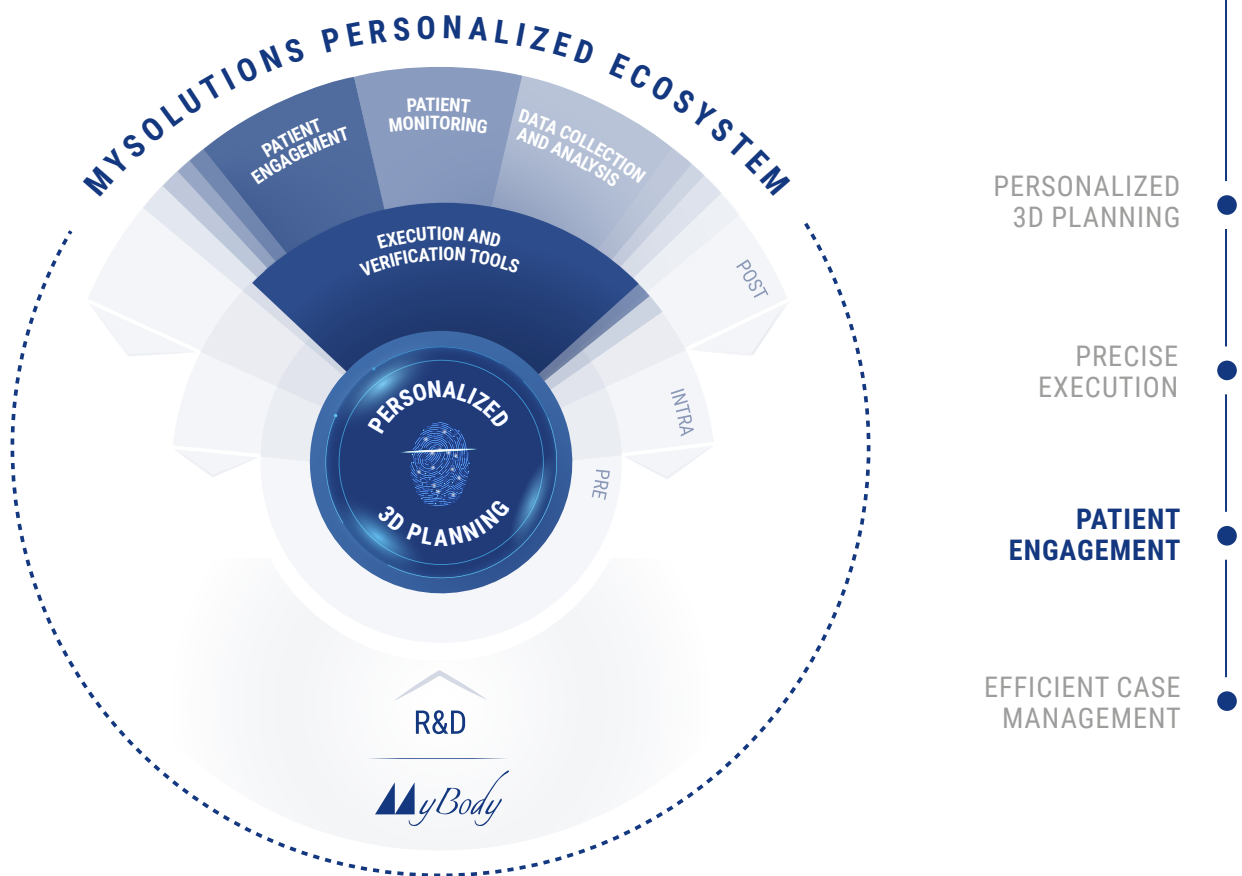 MYSOLUTIONS PERSONALIZED ECOSYSTEM
PATIENT
ENGAGEMENT
PATIENT
MONITORING
DATA COLLECTION
AND ANALYSIS
EXECUTION AND
VERIFICATION TOOLS
POST
INTRA
PRE
PERSONALIZED
3D PLANNING
R&D
MyBody
PERSONALIZED
3D PLANNING
PRECISE
EXECUTION
PATIENT
ENGAGEMENT
EFFICIENT CASE
MANAGEMENT